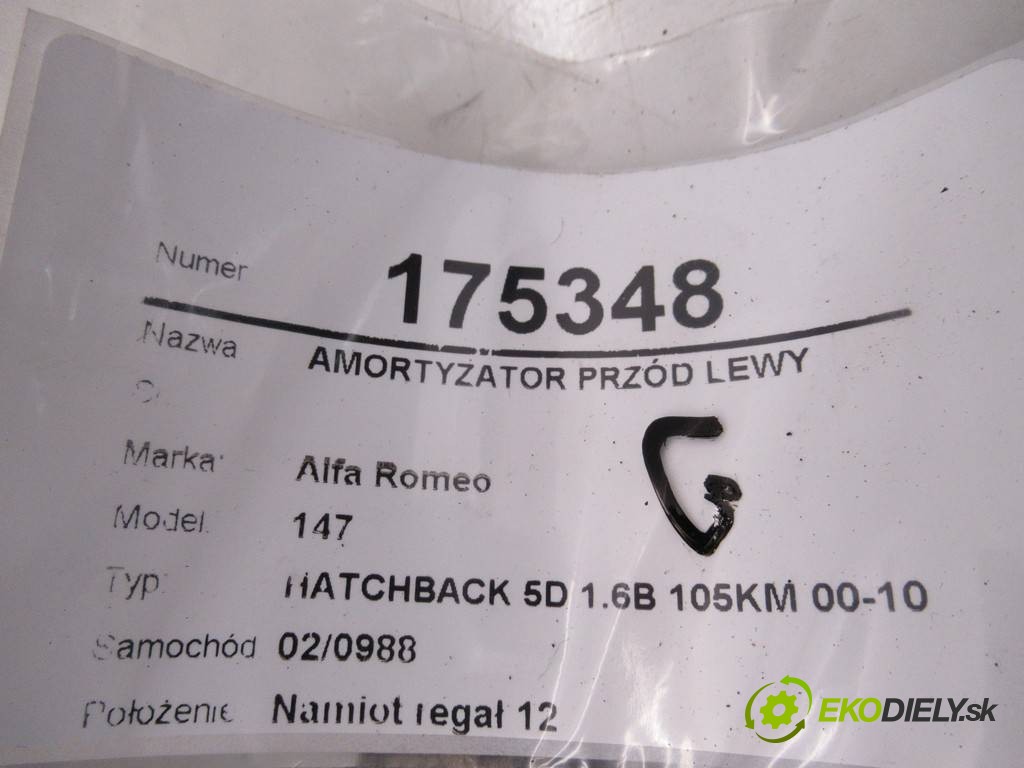 Numer 175348
Nazwa AMORTYZATOR PRZÓD LEWY
Marka: Alfa Romeo
G
Model: 147
Typ: HATCHBACK 5D 1.6B 105KM 00-10
Samochód 02/0988
Położenie Namiot regał 12
EKODIELY.sk